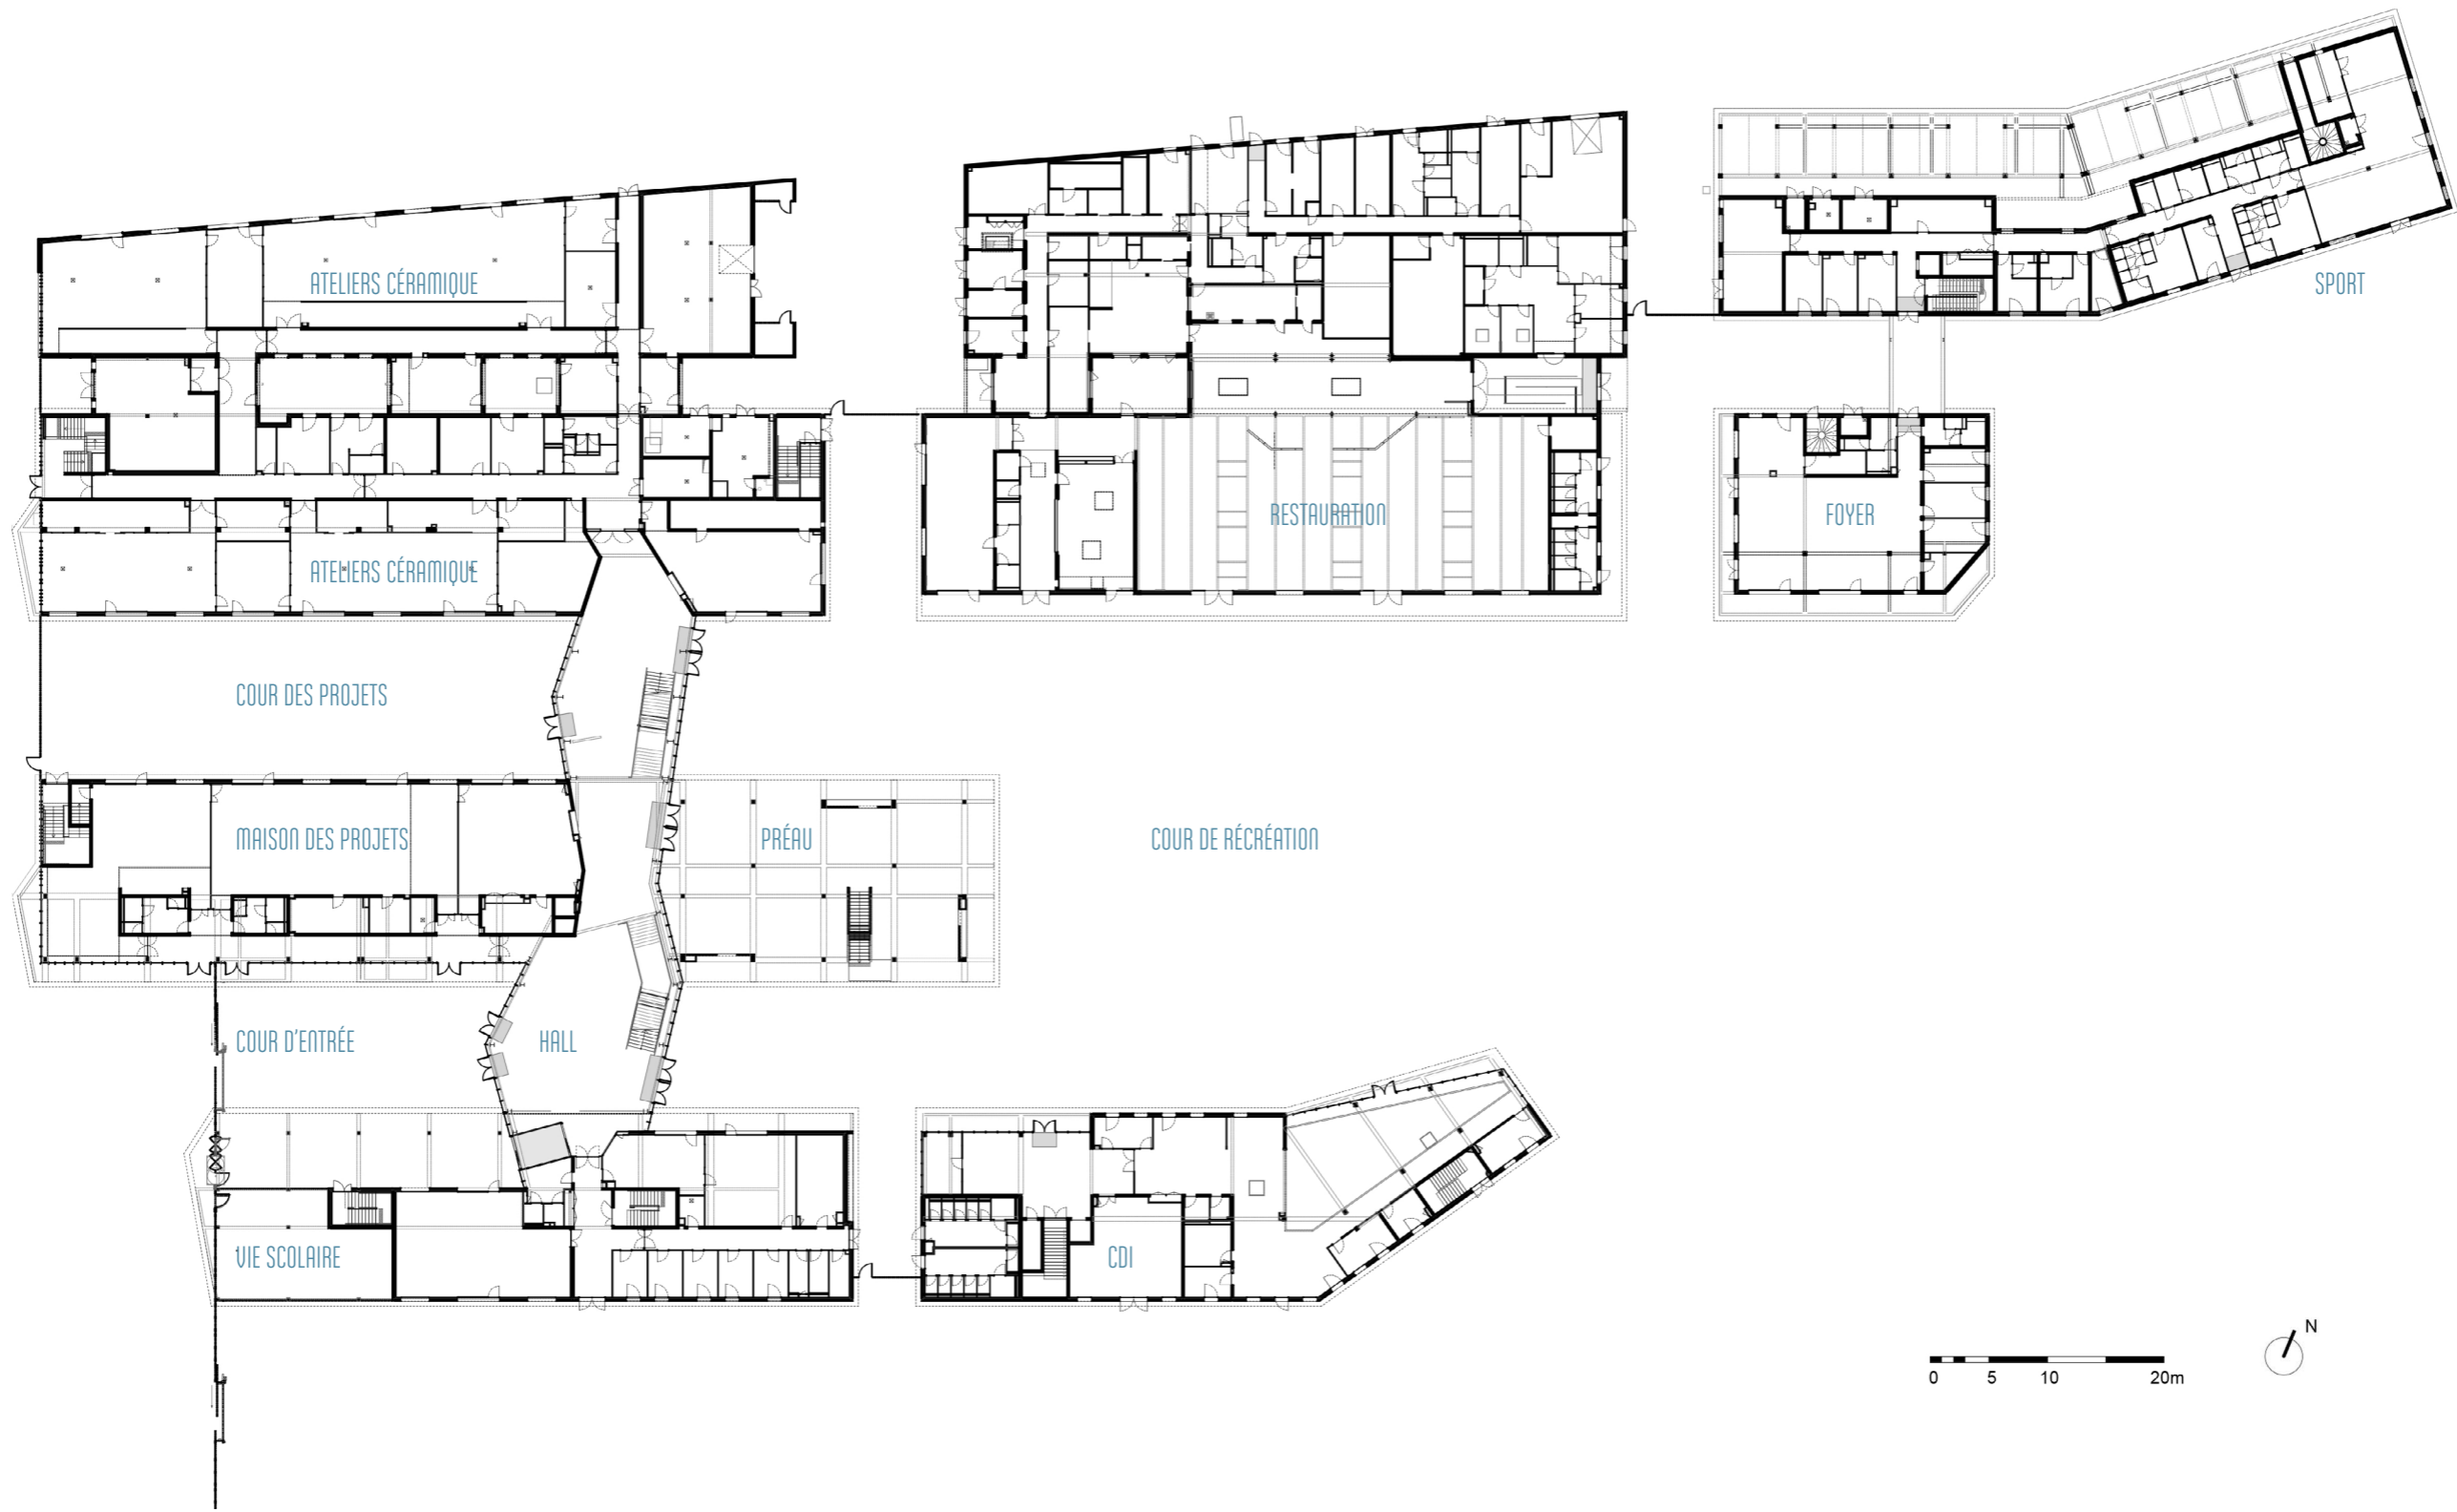 ATELIERS CÉRAMIQUE
SPORT
RESTAURATION
FOYER
ATELIERS CÉRAMIQUE
COUR DES PROJETS
MAISON DES PROJETS
PRÉAU
COUR DE RÉCRÉATION
COUR D'ENTRÉE
HALL
VIE SCOLAIRE
CDI
N
0 5 10 20m